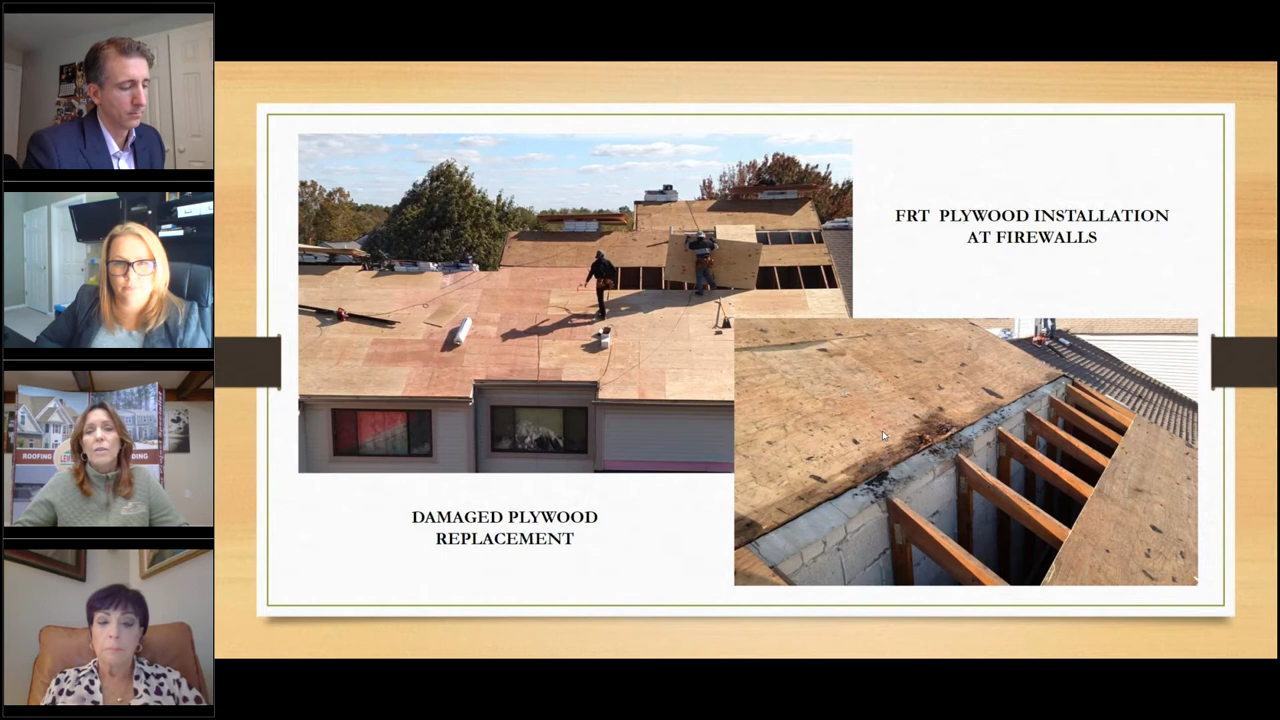 FRT PLYWOOD INSTALLATION
AT FIREWALLS
DAMAGED PLYWOOD
REPLACEMENT
ROOFING